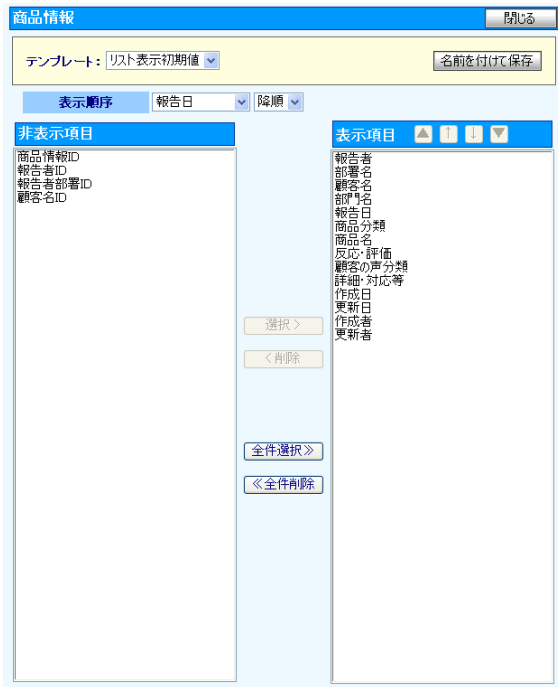 商品情報
閉じる
テンプレート： リスト表示初期値
名前を付けて保存
表示順序 報告日 降順
非表示項目
商品情報ID
報告者ID
報告者部署ID
顧客名ID
選択＞
＜削除
全件選択≫
≪全件削除
表示項目 ▲ ↑ ↓ ▼
報告者
部署名
顧客名
部門名
報告日
商品分類
商品名
反応･評価
顧客の声分類
詳細･対応等
作成日
更新日
作成者
更新者